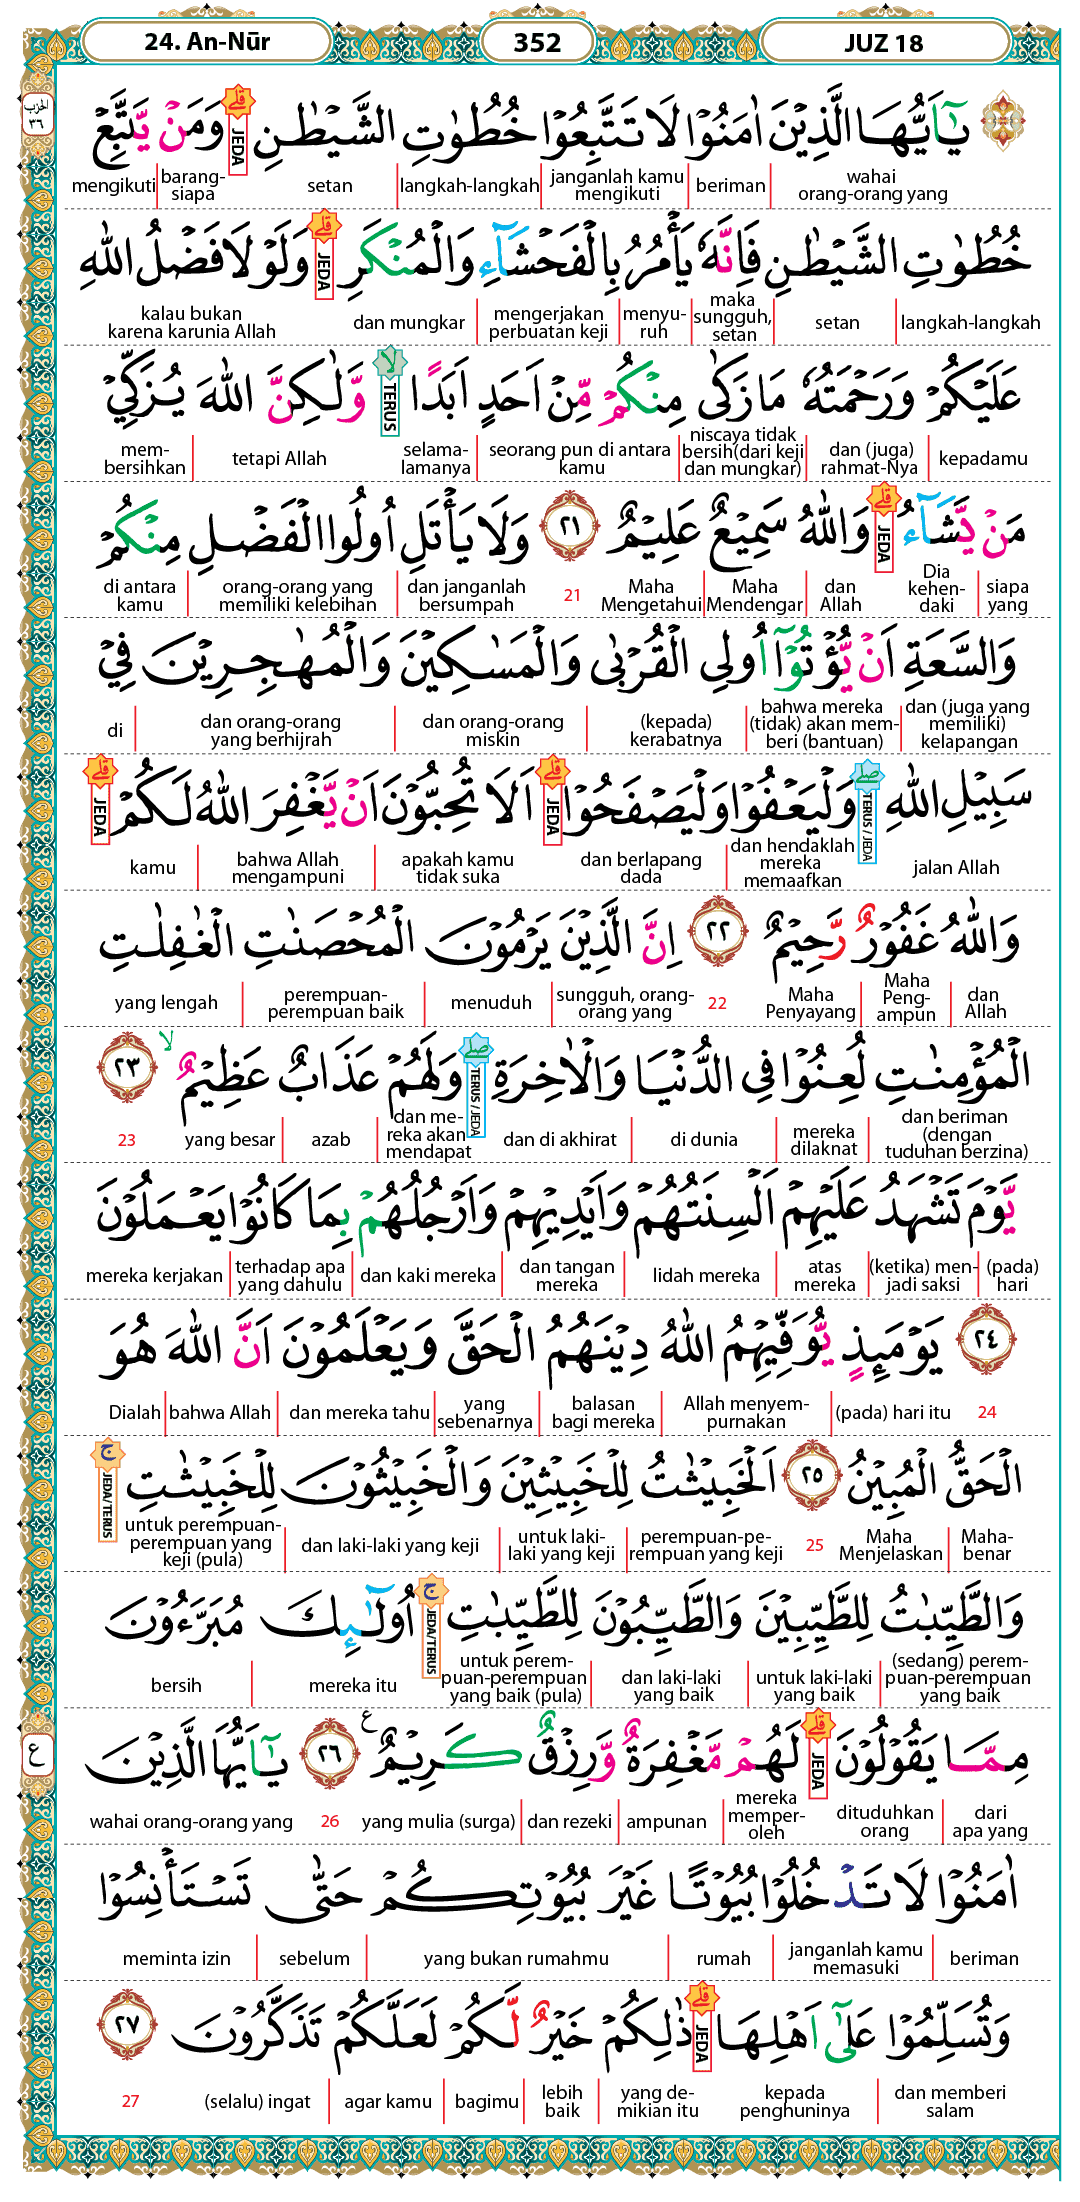 24. An-Nūr
352
JUZ 18
الحزب ٣٦
يٰٓاَيُّهَا الَّذِيْنَ اٰمَنُوْا لَا تَتَّبِعُوْا خُطُوٰتِ الشَّيْطٰنِ ۗ JEDA وَمَنْ يَّتَّبِعْ
wahai orang-orang yang beriman janganlah kamu mengikuti langkah-langkah setan barang-siapa mengikuti
خُطُوٰتِ الشَّيْطٰنِ فَاِنَّهٗ يَأْمُرُ بِالْفَحْشَاۤءِ وَالْمُنْكَرِ ۗ JEDA وَلَوْلَا فَضْلُ اللّٰهِ
langkah-langkah setan maka sungguh, setan menyu-ruh mengerjakan perbuatan keji dan mungkar kalau bukan karena karunia Allah
عَلَيْكُمْ وَرَحْمَتُهٗ مَا زَكٰى مِنْكُمْ مِّنْ اَحَدٍ اَبَدًا ۙ TERUS وَّلٰكِنَّ اللّٰهَ يُزَكِّيْ
kepadamu dan (juga) rahmat-Nya niscaya tidak bersih(dari keji dan mungkar) seorang pun di antara kamu selama-lamanya tetapi Allah mem-bersihkan
مَنْ يَّشَاۤءُ ۗ JEDA وَاللّٰهُ سَمِيْعٌ عَلِيْمٌ ٢١ وَلَا يَأْتَلِ اُولُوا الْفَضْلِ مِنْكُمْ
siapa yang Dia kehen-daki dan Allah Maha Mendengar Maha Mengetahui 21 dan janganlah bersumpah orang-orang yang memiliki kelebihan di antara kamu
وَالسَّعَةِ اَنْ يُّؤْتُوْٓا اُولِى الْقُرْبٰى وَالْمَسٰكِيْنَ وَالْمُهٰجِرِيْنَ فِيْ
dan (juga yang memiliki) kelapangan bahwa mereka (tidak) akan mem-beri (bantuan) (kepada) kerabatnya dan orang-orang miskin dan orang-orang yang berhijrah di
سَبِيْلِ اللّٰهِ ۖ TERUS / JEDA وَلْيَعْفُوْا وَلْيَصْفَحُوْا ۗ JEDA اَلَا تُحِبُّوْنَ اَنْ يَّغْفِرَ اللّٰهُ لَكُمْ ۗ JEDA
jalan Allah dan hendaklah mereka memaafkan dan berlapang dada apakah kamu tidak suka bahwa Allah mengampuni kamu
وَاللّٰهُ غَفُوْرٌ رَّحِيْمٌ ٢٢ اِنَّ الَّذِيْنَ يَرْمُوْنَ الْمُحْصَنٰتِ الْغٰفِلٰتِ
dan Allah Maha Peng-ampun Maha Penyayang 22 sungguh, orang-orang yang menuduh perempuan-perempuan baik yang lengah
الْمُؤْمِنٰتِ لُعِنُوْا فِى الدُّنْيَا وَالْاٰخِرَةِ ۖ TERUS / JEDA وَلَهُمْ عَذَابٌ عَظِيْمٌ ۙ ٢٣
dan beriman (dengan tuduhan berzina) mereka dilaknat di dunia dan di akhirat dan me-reka akan mendapat azab yang besar 23
يَّوْمَ تَشْهَدُ عَلَيْهِمْ اَلْسِنَتُهُمْ وَاَيْدِيْهِمْ وَاَرْجُلُهُمْ بِمَا كَانُوْا يَعْمَلُوْنَ
(pada) hari (ketika) men-jadi saksi atas mereka lidah mereka dan tangan mereka dan kaki mereka terhadap apa yang dahulu mereka kerjakan
٢٤ يَوْمَىِٕذٍ يُّوَفِّيْهِمُ اللّٰهُ دِيْنَهُمُ الْحَقَّ وَيَعْلَمُوْنَ اَنَّ اللّٰهَ هُوَ
24 (pada) hari itu Allah menyem-purnakan balasan bagi mereka yang sebenarnya dan mereka tahu bahwa Allah Dialah
الْحَقُّ الْمُبِيْنُ ٢٥ اَلْخَبِيْثٰتُ لِلْخَبِيْثِيْنَ وَالْخَبِيْثُوْنَ لِلْخَبِيْثٰتِ ۚ JEDA/TERUS
Maha-benar Maha Menjelaskan 25 perempuan-pe-rempuan yang keji untuk laki-laki yang keji dan laki-laki yang keji untuk perempuan-perempuan yang keji (pula)
وَالطَّيِّبٰتُ لِلطَّيِّبِيْنَ وَالطَّيِّبُوْنَ لِلطَّيِّبٰتِ ۚ JEDA/TERUS اُولٰۤىِٕكَ مُبَرَّءُوْنَ
(sedang) perem-puan-perempuan yang baik untuk laki-laki yang baik dan laki-laki yang baik untuk perem-puan-perempuan yang baik (pula) mereka itu bersih
مِمَّا يَقُوْلُوْنَ ۗ JEDA لَهُمْ مَّغْفِرَةٌ وَّرِزْقٌ كَرِيْمٌ ع ٢٦ يٰٓاَيُّهَا الَّذِيْنَ
ع
dari apa yang dituduhkan orang mereka memper-oleh ampunan dan rezeki yang mulia (surga) 26 wahai orang-orang yang
اٰمَنُوْا لَا تَدْخُلُوْا بُيُوْتًا غَيْرَ بُيُوْتِكُمْ حَتّٰى تَسْتَأْنِسُوْا
beriman janganlah kamu memasuki rumah yang bukan rumahmu sebelum meminta izin
وَتُسَلِّمُوْا عَلٰٓى اَهْلِهَا ۗ JEDA ذٰلِكُمْ خَيْرٌ لَّكُمْ لَعَلَّكُمْ تَذَكَّرُوْنَ ٢٧
dan memberi salam kepada penghuninya yang de-mikian itu lebih baik bagimu agar kamu (selalu) ingat 27